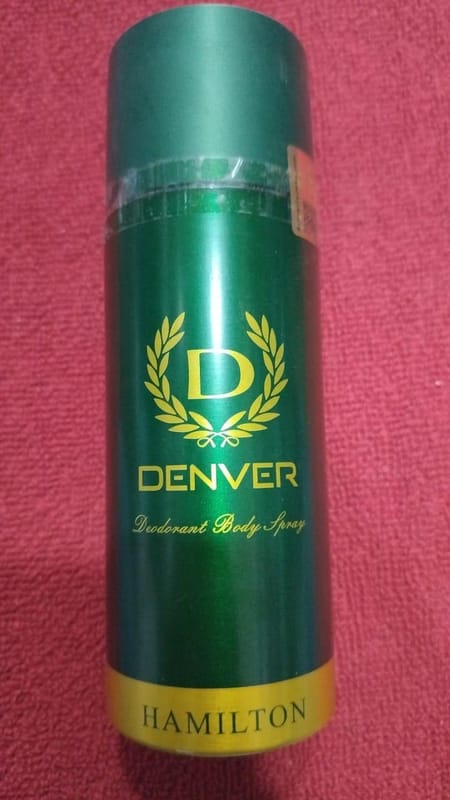 D
DENVER
Deodorant Body Spray
HAMILTON